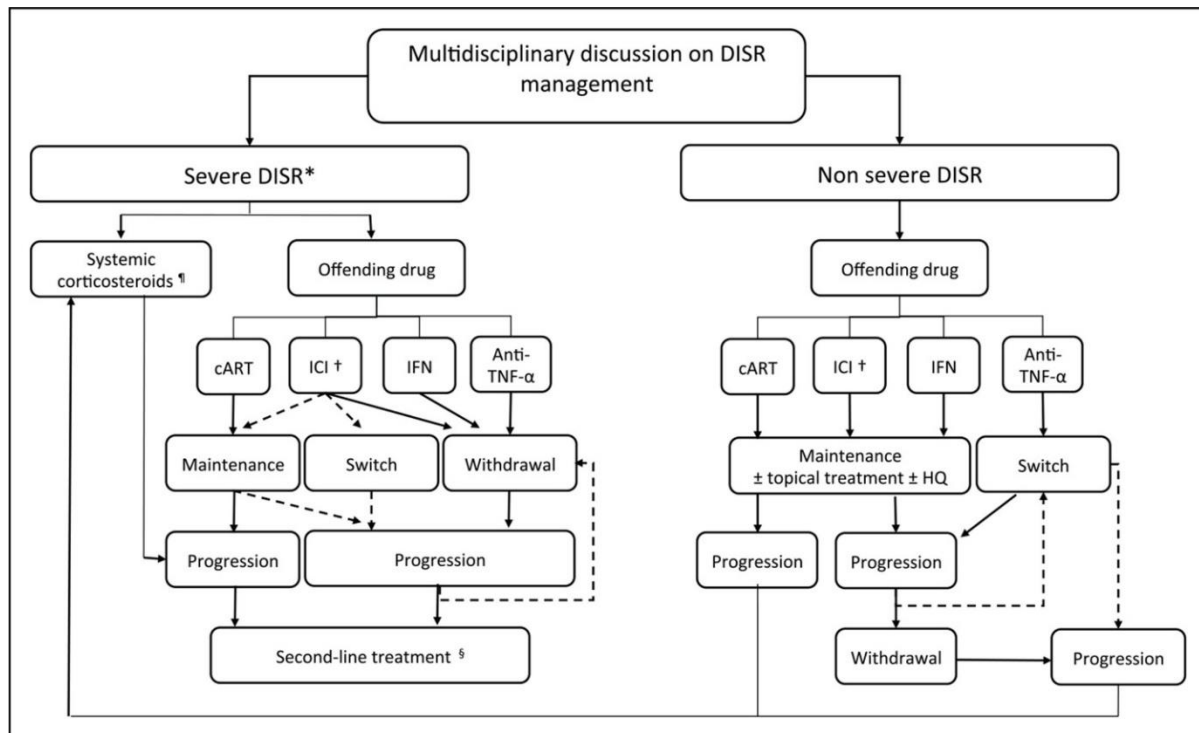 Multidisciplinary discussion on DISR
management
Severe DISR*
Non severe DISR
Systemic
corticosteroids ¶
Offending drug
Offending drug
cART
ICI †
IFN
Anti-
TNF-α
cART
ICI †
IFN
Anti-
TNF-α
Maintenance
Switch
Withdrawal
Maintenance
± topical treatment ± HQ
Switch
Progression
Progression
Progression
Progression
Second-line treatment §
Withdrawal
Progression